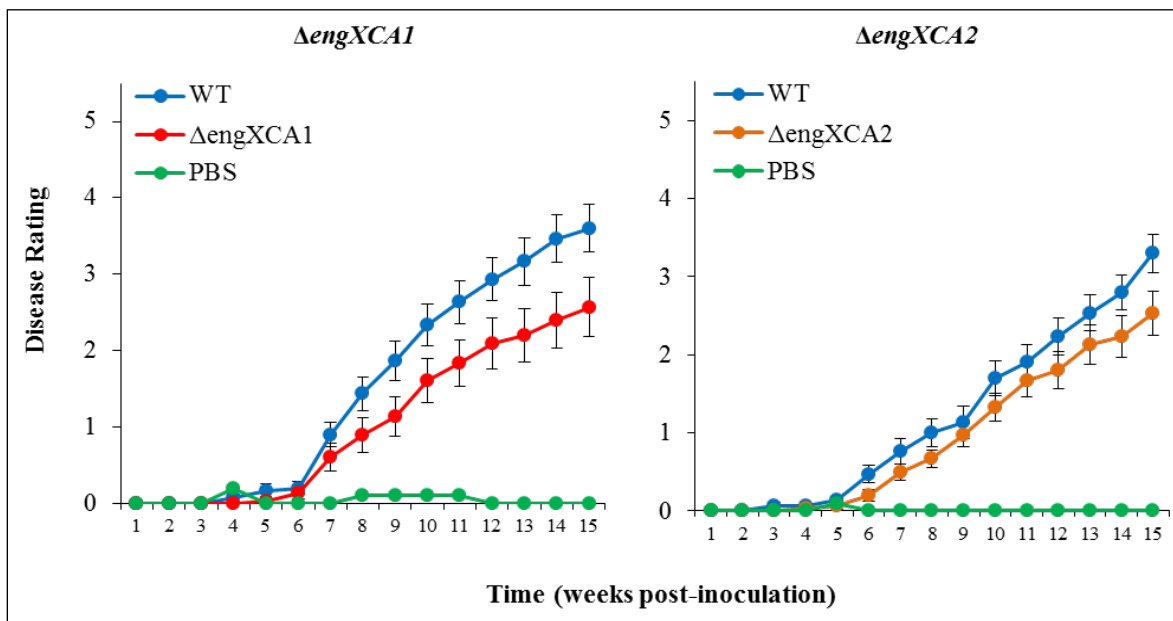 ΔengXCA1
WT
ΔengXCA1
PBS
5
4
3
2
1
0
1 2 3 4 5 6 7 8 9 10 11 12 13 14 15
ΔengXCA2
WT
ΔengXCA2
PBS
5
4
3
2
1
0
1 2 3 4 5 6 7 8 9 10 11 12 13 14 15
Disease Rating
Time (weeks post-inoculation)